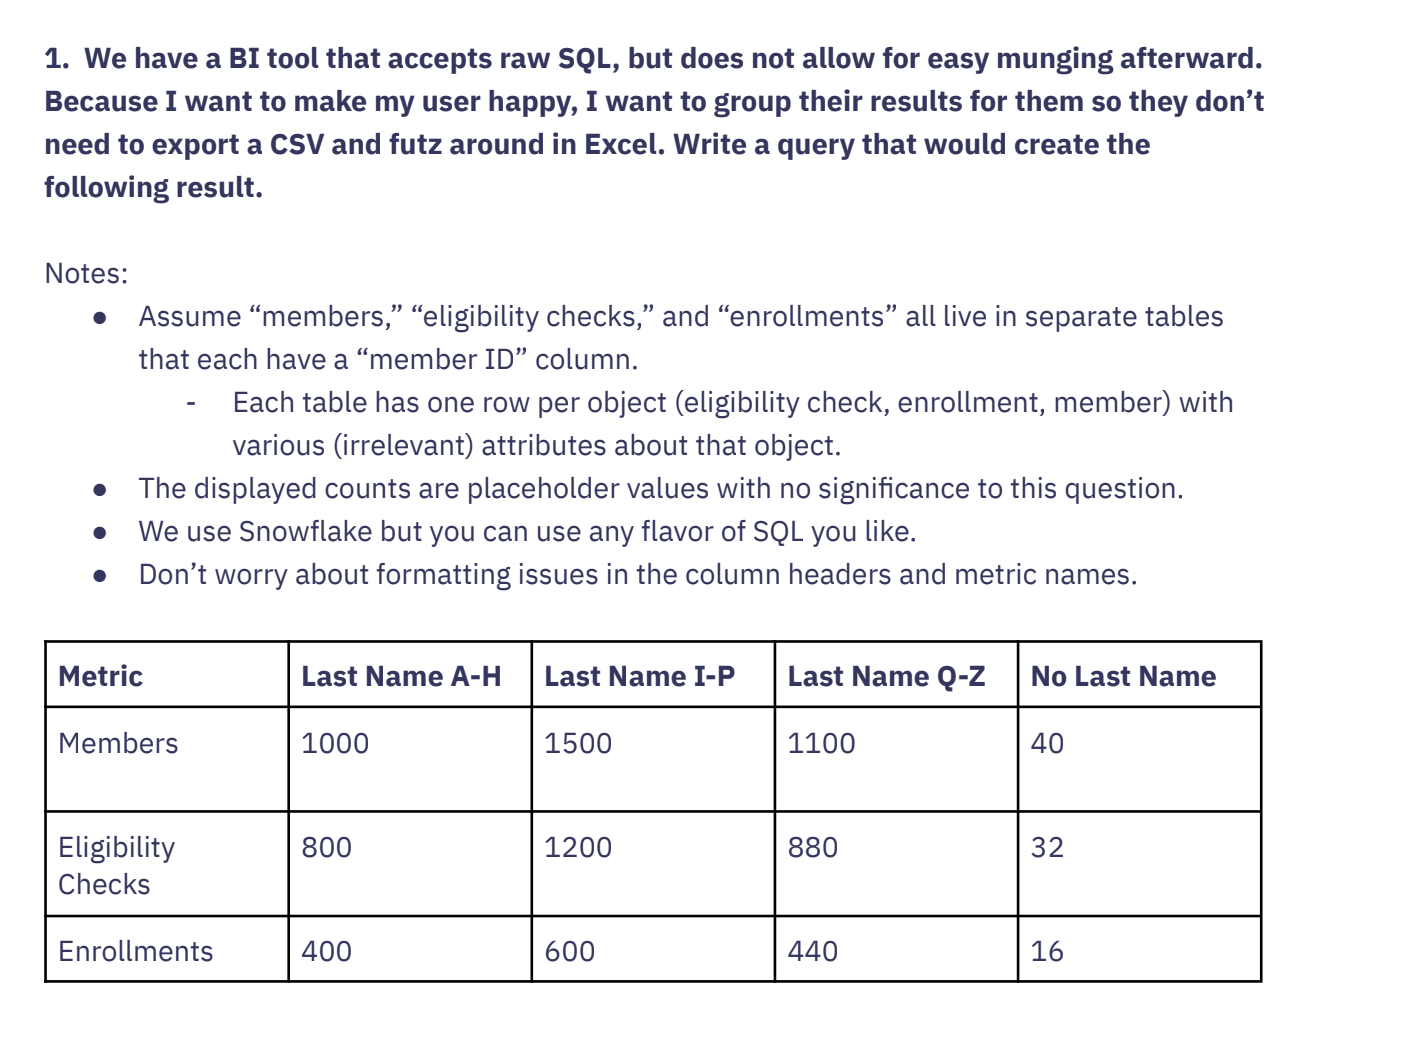 1. We have a BI tool that accepts raw SQL, but does not allow for easy munging afterward.
Because I want to make my user happy, I want to group their results for them so they don’t
need to export a CSV and futz around in Excel. Write a query that would create the
following result.
Notes:
● Assume “members,” “eligibility checks,” and “enrollments” all live in separate tables
that each have a “member ID” column.
- Each table has one row per object (eligibility check, enrollment, member) with
various (irrelevant) attributes about that object.
● The displayed counts are placeholder values with no significance to this question.
● We use Snowflake but you can use any flavor of SQL you like.
● Don’t worry about formatting issues in the column headers and metric names.
Metric Last Name A-H Last Name I-P Last Name Q-Z No Last Name
Members 1000 1500 1100 40
Eligibility 800 1200 880 32
Checks
Enrollments 400 600 440 16